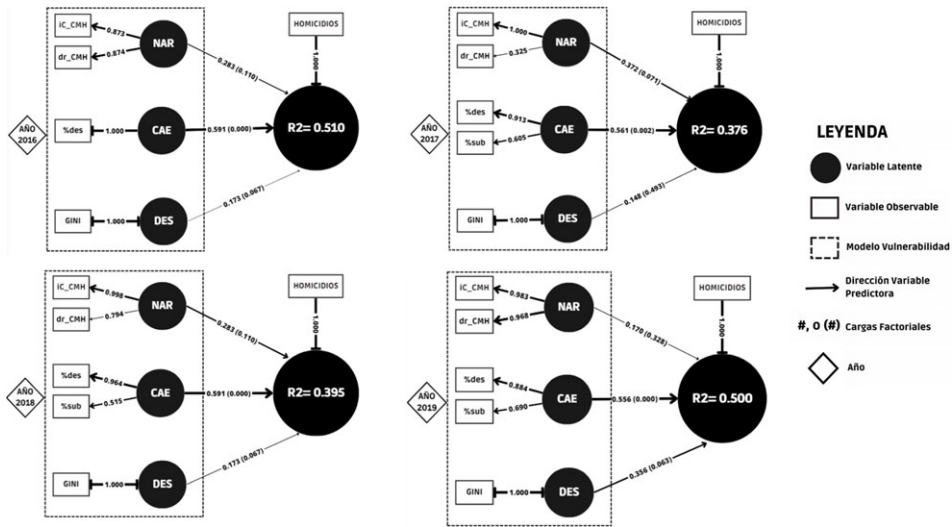 iC_CMH
0.873
dr_CMH
0.874
NAR
0.283 (0.110)
HOMICIDIOS
1.000
AÑO
2016
%des
1.000
CAE
0.591 (0.000)
R2= 0.510
GINI
1.000
DES
0.173 (0.067)
iC_CMH
1.000
dr_CMH
0.325
NAR
0.372 (0.071)
HOMICIDIOS
1.000
AÑO
2017
%des
0.913
%sub
0.605
CAE
0.561 (0.002)
R2= 0.376
GINI
1.000
DES
0.148 (0.493)
iC_CMH
0.998
dr_CMH
0.794
NAR
0.283 (0.110)
HOMICIDIOS
1.000
AÑO
2018
%des
0.964
%sub
0.515
CAE
0.591 (0.000)
R2= 0.395
GINI
1.000
DES
0.173 (0.067)
iC_CMH
0.983
dr_CMH
0.968
NAR
0.170 (0.328)
HOMICIDIOS
1.000
AÑO
2019
%des
0.884
%sub
0.690
CAE
0.556 (0.000)
R2= 0.500
GINI
1.000
DES
0.356 (0.063)
LEYENDA
Variable Latente
Variable Observable
Modelo Vulnerabilidad
Dirección Variable
Predictora
#, o (#) Cargas Factoriales
Año